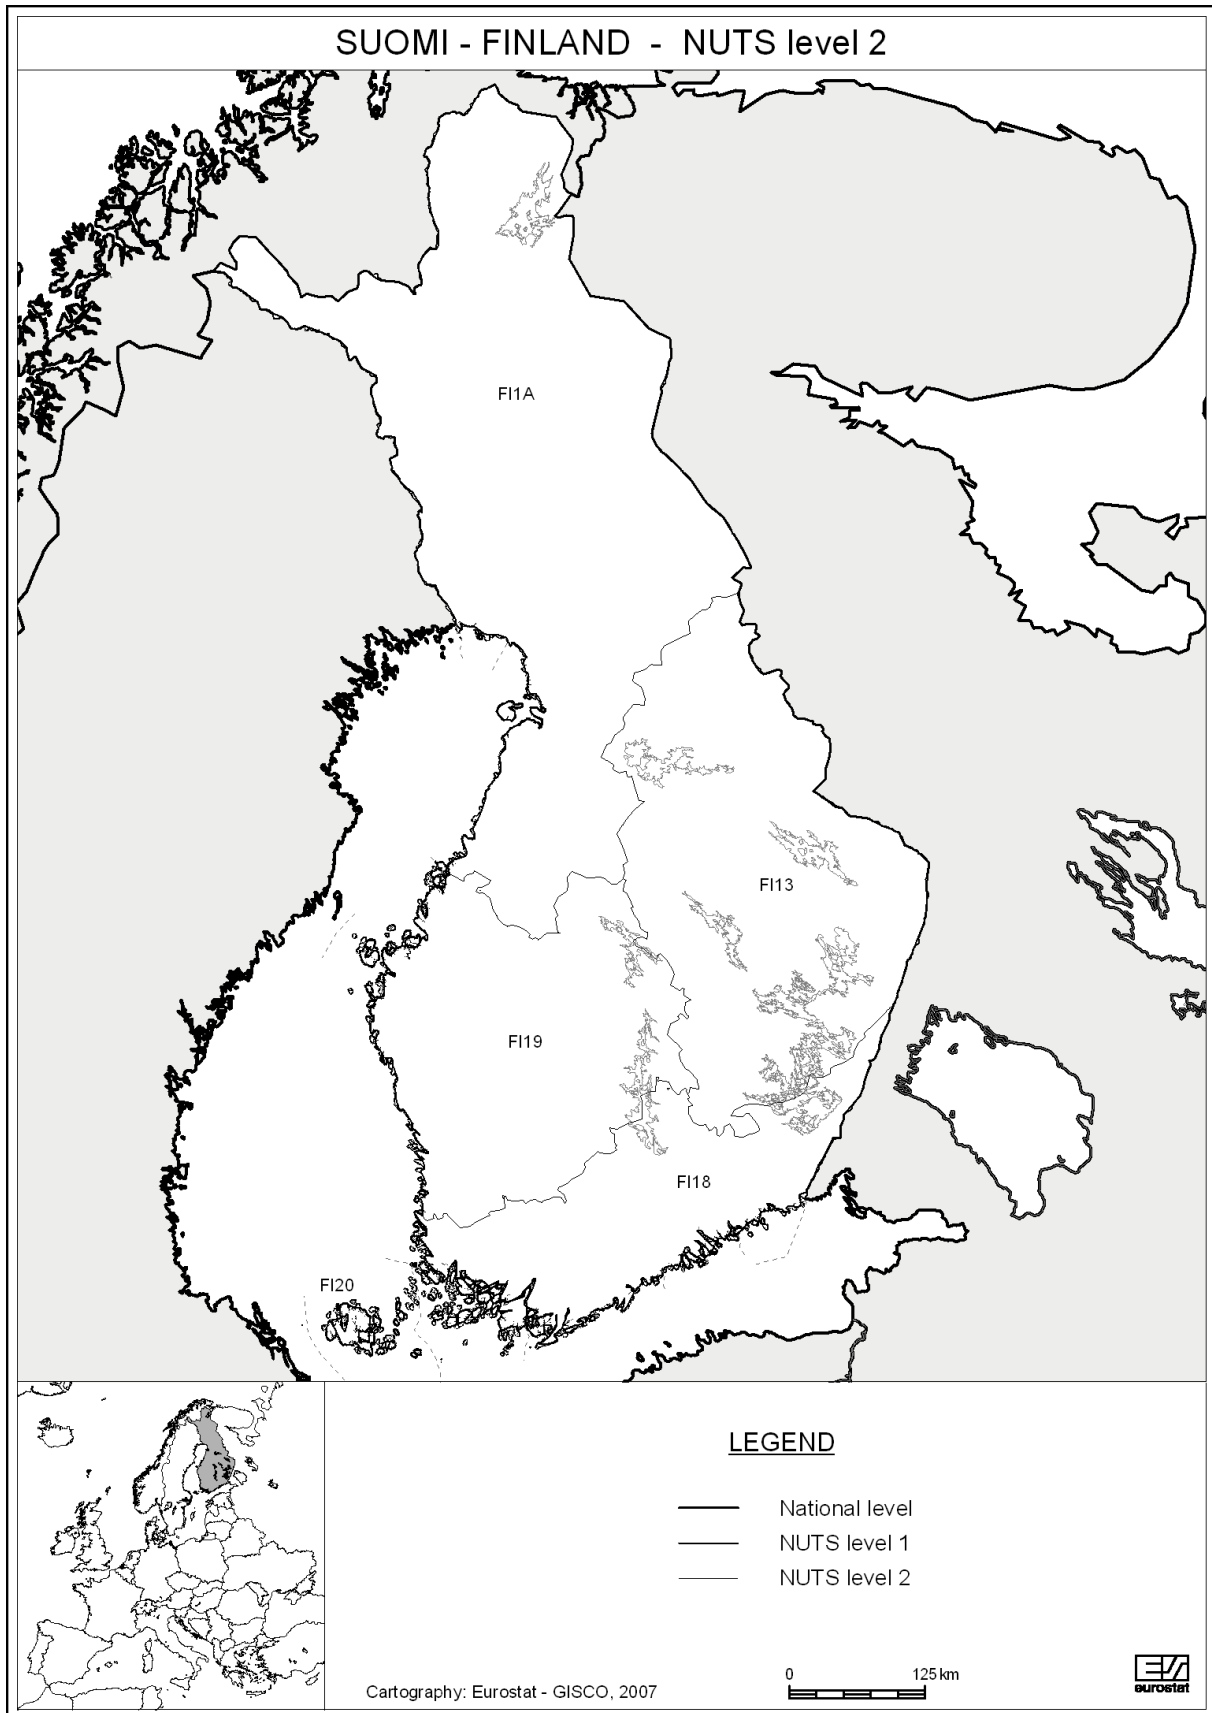 SUOMI - FINLAND - NUTS level 2
FI1A
FI13
FI19
FI18
FI20
LEGEND
National level
NUTS level 1
NUTS level 2
0 125 km
Cartography: Eurostat - GISCO, 2007
eurostat